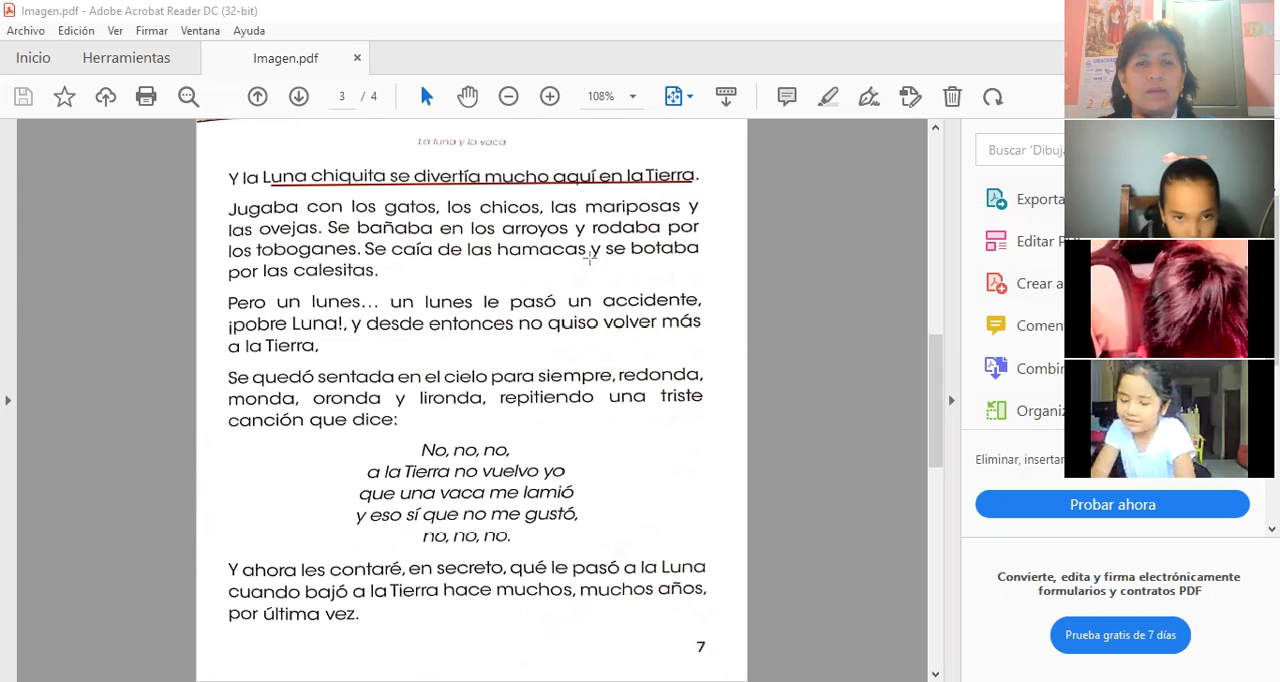 Imagen.pdf - Adobe Acrobat Reader DC (32-bit)
Archivo Edición Ver Firmar Ventana Ayuda
Inicio Herramientas Imagen.pdf ×
3 / 4 108%
La luna y la vaca
Y la Luna chiquita se divertía mucho aquí en la Tierra.
Jugaba con los gatos, los chicos, las mariposas y
las ovejas. Se bañaba en los arroyos y rodaba por
los toboganes. Se caía de las hamacas y se botaba
por las calesitas.
Pero un lunes... un lunes le pasó un accidente,
¡pobre Luna!, y desde entonces no quiso volver más
a la Tierra,
Se quedó sentada en el cielo para siempre, redonda,
monda, oronda y lironda, repitiendo una triste
canción que dice:
No, no, no,
a la Tierra no vuelvo yo
que una vaca me lamió
y eso sí que no me gustó,
no, no, no.
Y ahora les contaré, en secreto, qué le pasó a la Luna
cuando bajó a la Tierra hace muchos, muchos años,
por última vez.
7
Buscar 'Dibuj
Exporta
Editar PD
Crear a
Comen
Combin
Organiz
Eliminar, insertar
Probar ahora
Convierte, edita y firma electrónicamente
formularios y contratos PDF
Prueba gratis de 7 días